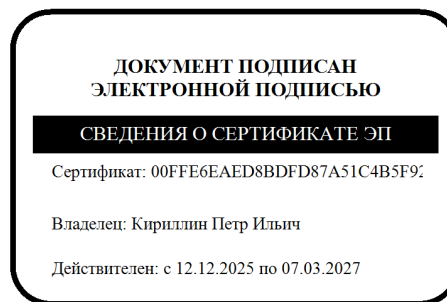 ДОКУМЕНТ ПОДПИСАН
ЭЛЕКТРОННОЙ ПОДПИСЬЮ
СВЕДЕНИЯ О СЕРТИФИКАТЕ ЭП
Сертификат: 00FFE6EAED8BDFD87A51C4B5F92
Владелец: Кириллин Петр Ильич
Действителен: с 12.12.2025 по 07.03.2027